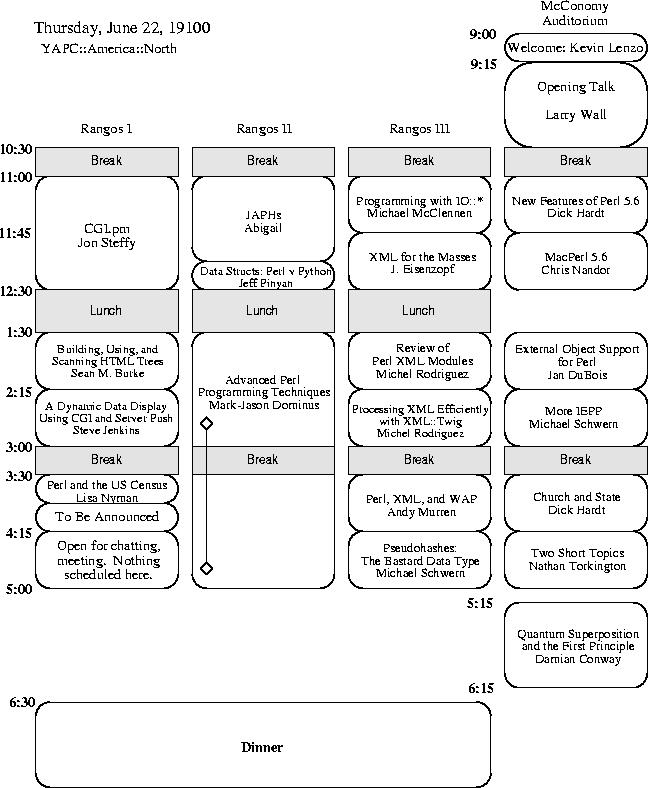 Thursday, June 22, 19100
YAPC::America::North
McConomy
Auditorium
9:00
Welcome: Kevin Lenzo
9:15
Opening Talk
Larry Wall
Rangos I
Rangos II
Rangos III
10:30
Break
Break
Break
Break
11:00
CGI.pm
Jon Steffy
JAPHs
Abigail
Programming with IO::*
Michael McClennen
New Features of Perl 5.6
Dick Hardt
11:45
Data Structs: Perl v Python
Jeff Pinyan
XML for the Masses
J. Eisenzopf
MacPerl 5.6
Chris Nandor
12:30
Lunch
Lunch
Lunch
1:30
Building, Using, and
Scanning HTML Trees
Sean M. Burke
Advanced Perl
Programming Techniques
Mark-Jason Dominus
Review of
Perl XML Modules
Michel Rodriguez
External Object Support
for Perl
Jan DuBois
2:15
A Dynamic Data Display
Using CGI and Server Push
Steve Jenkins
Processing XML Efficiently
with XML::Twig
Michel Rodriguez
More IEPP
Michael Schwern
3:00
Break
Break
Break
Break
3:30
Perl and the US Census
Lisa Nyman
To Be Announced
Perl, XML, and WAP
Andy Murren
Church and State
Dick Hardt
4:15
Open for chatting,
meeting. Nothing
scheduled here.
Pseudohashes:
The Bastard Data Type
Michael Schwern
Two Short Topics
Nathan Torkington
5:00
5:15
Quantum Superposition
and the First Principle
Damian Conway
6:15
6:30
Dinner